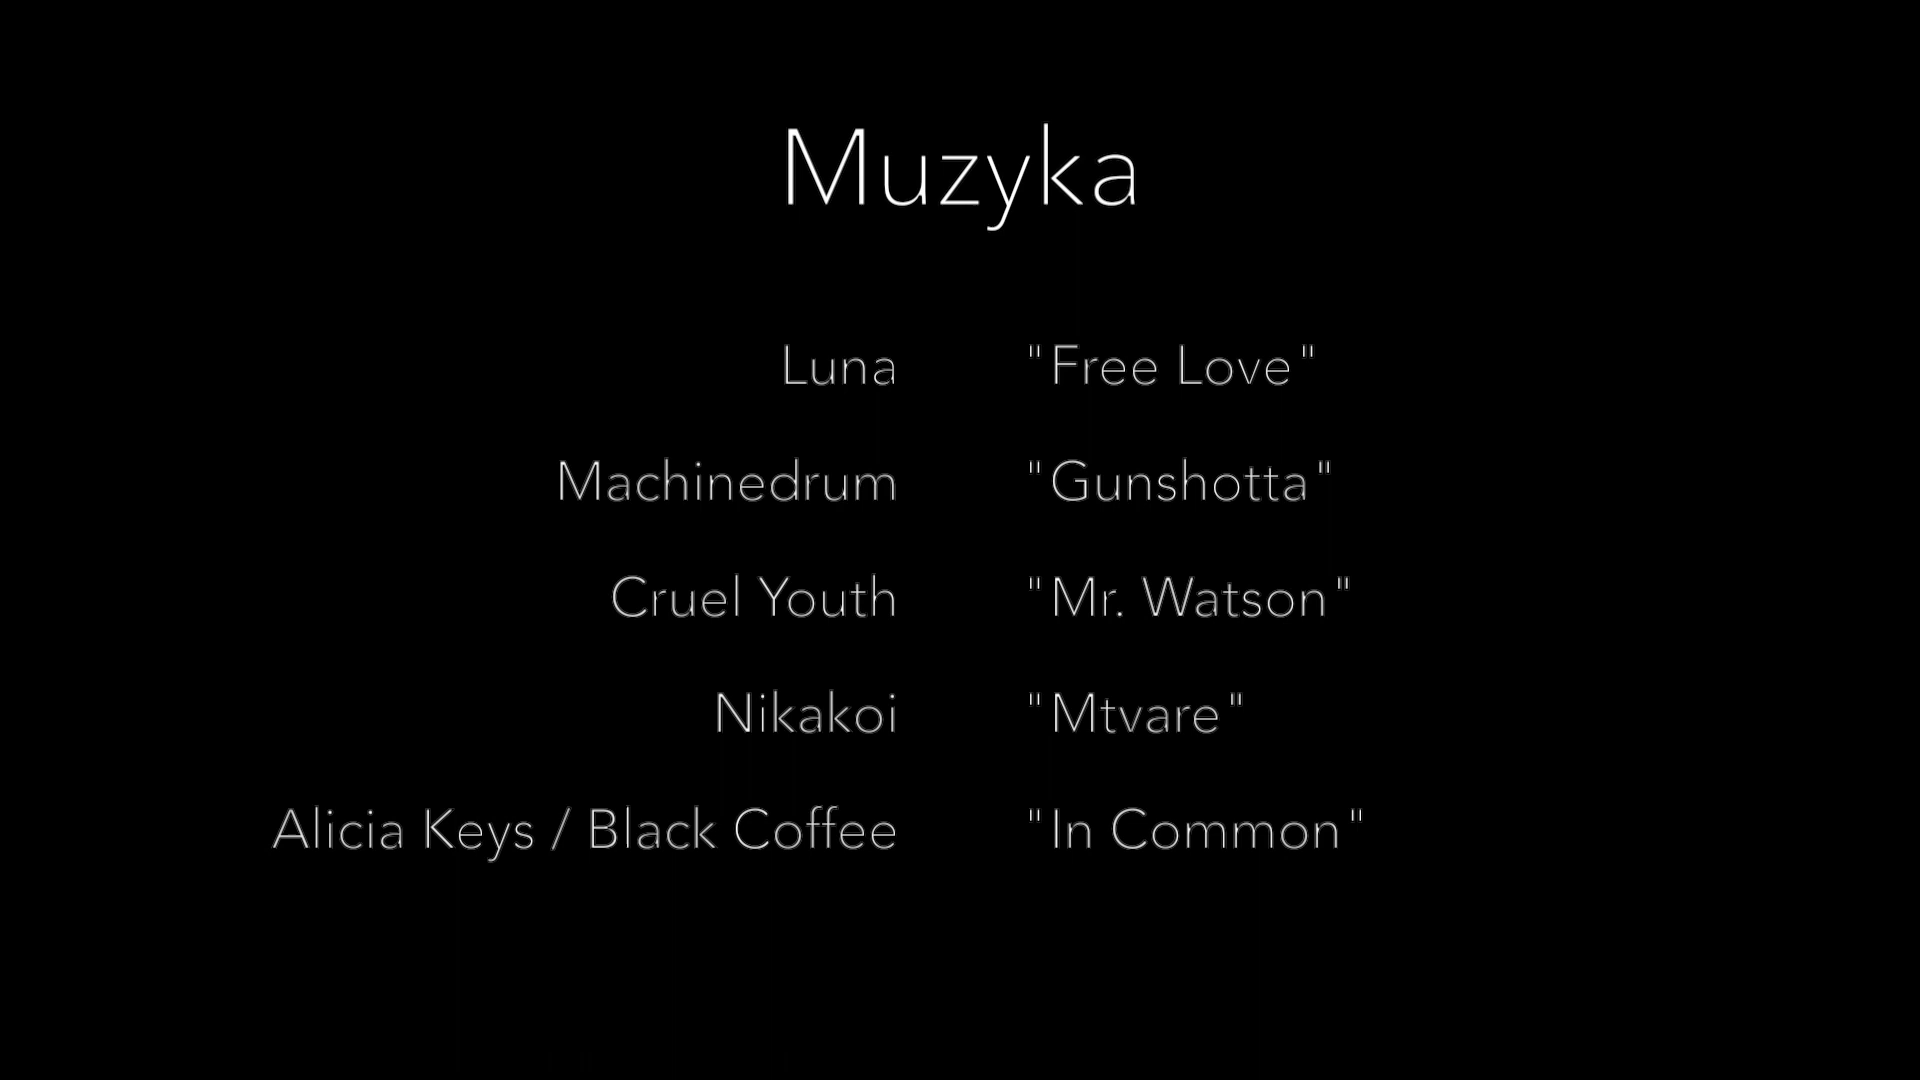 Muzyka
Luna "Free Love"
Machinedrum "Gunshotta"
Cruel Youth "Mr. Watson"
Nikakoi "Mtvare"
Alicia Keys / Black Coffee "In Common"